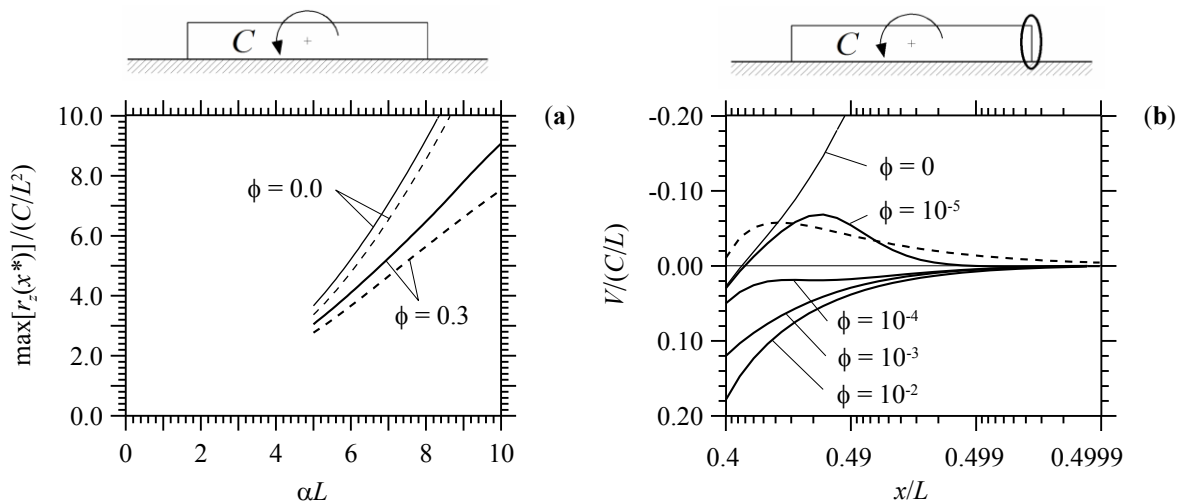 C
C
(a)
max[r_z(x*)]/(C/L²)
10.0
8.0
6.0
4.0
2.0
0.0
ϕ = 0.0
ϕ = 0.3
0 2 4 6 8 10
αL
(b)
V/(C/L)
-0.20
-0.10
0.00
0.10
0.20
ϕ = 0
ϕ = 10⁻⁵
ϕ = 10⁻⁴
ϕ = 10⁻³
ϕ = 10⁻²
0.4 0.49 0.499 0.4999
x/L